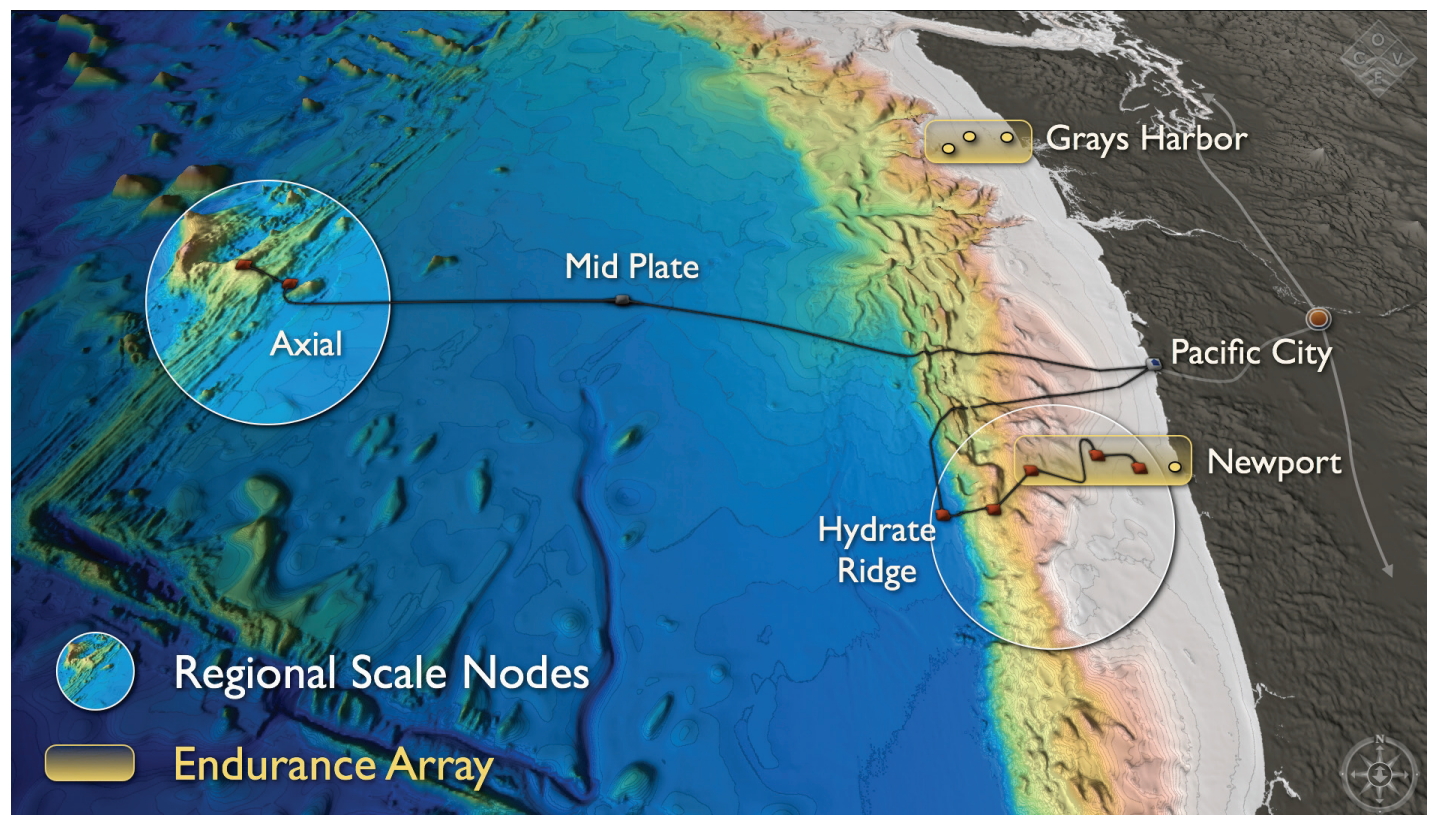 C O V E
Grays Harbor
Mid Plate
Axial
Pacific City
Newport
Hydrate
Ridge
Regional Scale Nodes
Endurance Array
N